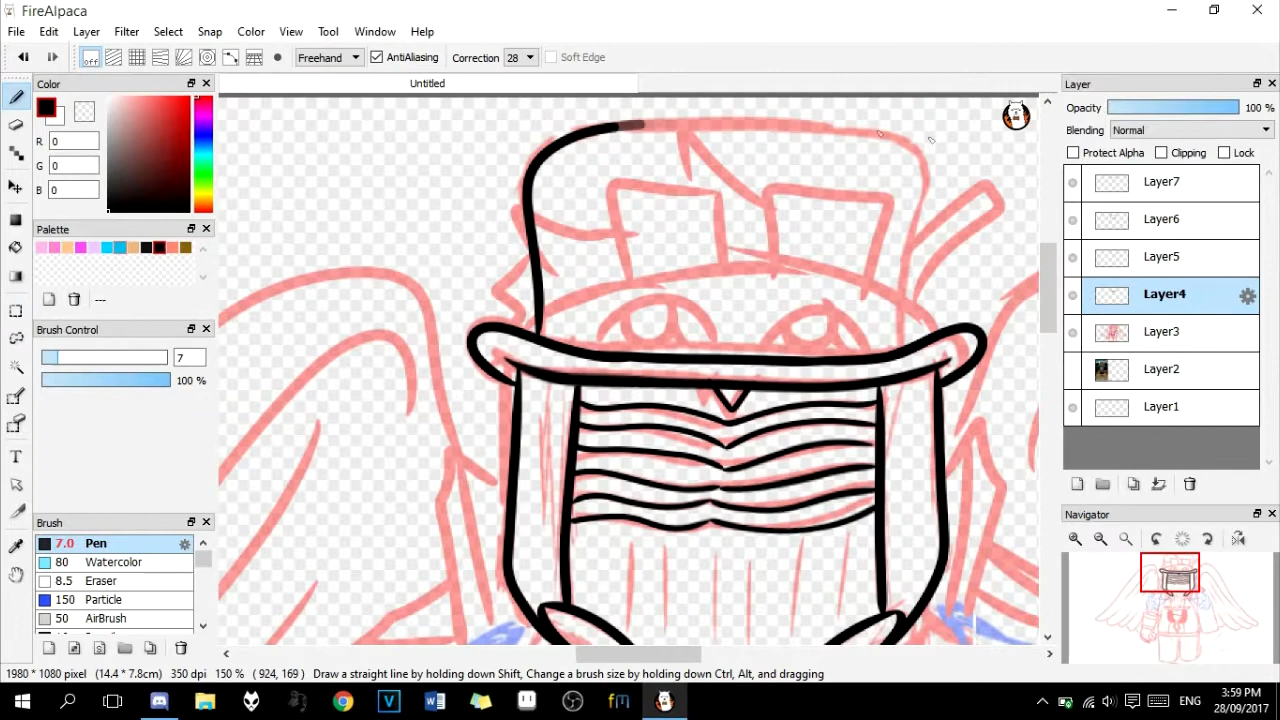 FireAlpaca
File Edit Layer Filter Select Snap Color View Tool Window Help
off Freehand AntiAliasing Correction 28 Soft Edge
Color
Untitled
Layer
Opacity 100 %
Blending Normal
R 0
Protect Alpha Clipping Lock
G 0
B 0
Layer7
Layer6
Palette
Layer5
Layer4
---
Layer3
Brush Control
7
Layer2
100 %
Layer1
T
Brush
Navigator
7.0 Pen
80 Watercolor
8.5 Eraser
150 Particle
50 AirBrush
1980 * 1080 pixel (14.4 * 7.8cm) 350 dpi 150 % ( 924, 169 ) Draw a straight line by holding down Shift, Change a brush size by holding down Ctrl, Alt, and dragging
ENG
3:59 PM
28/09/2017